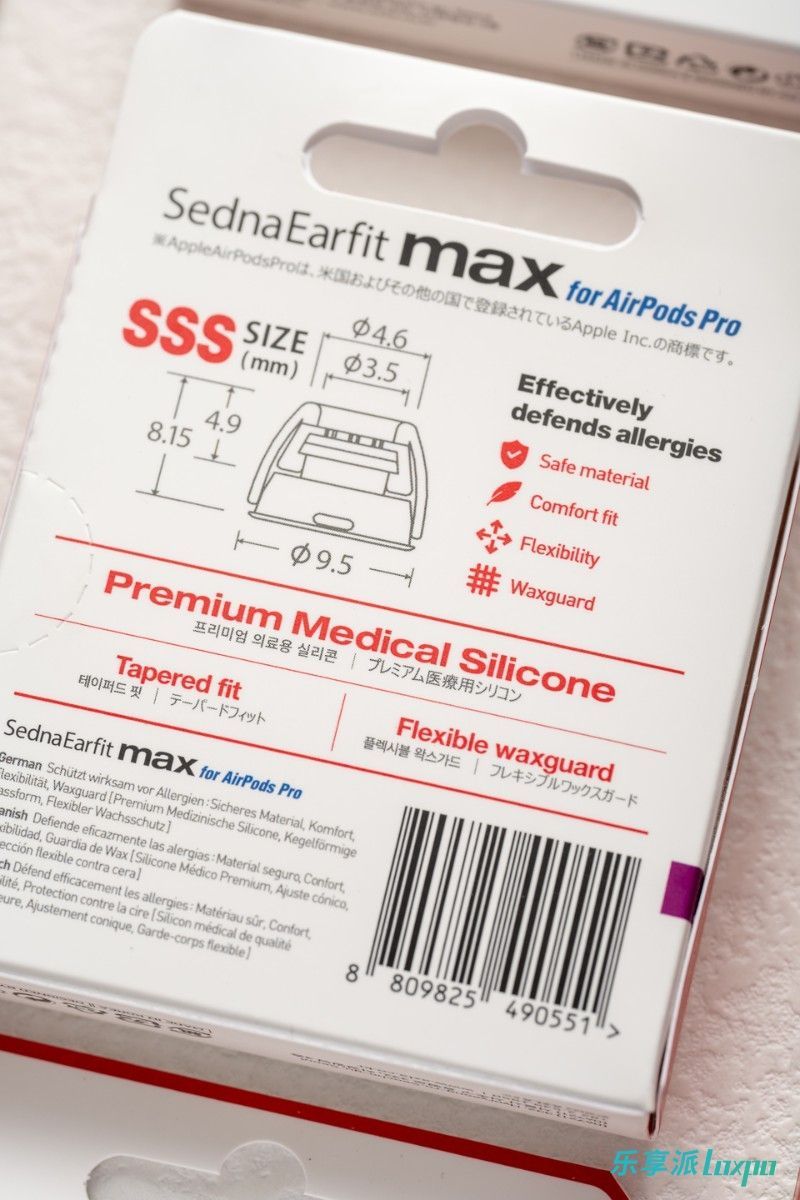 SednaEarfit max for AirPods Pro
※AppleAirPodsProは、米国およびその他の国で登録されているApple Inc.の商標です。
SSS SIZE
(mm)
Φ4.6
Φ3.5
4.9
8.15
Φ9.5
Effectively
defends allergies
Safe material
Comfort fit
Flexibility
Waxguard
Premium Medical Silicone
프리미엄 의료용 실리콘 | プレミアム医療用シリコン
Tapered fit
테이퍼드 핏 | テーパードフィット
Flexible waxguard
플렉시블 왁스가드 | フレキシブルワックスガード
SednaEarfit max for AirPods Pro
German Schützt wirksam vor Allergien : Sicheres Material, Komfort,
Flexibilität, Waxguard [Premium Medizinische Silicone, Kegelförmige
assform, Flexibler Wachsschutz]
anish Defiende eficazmente las alergias : Material seguro, Confort,
xibilidad, Guardia de Wax [Silicone Médico Premium, Ajuste cónico,
ección flexible contra cera]
ch Défend efficacement les allergies : Matériau sûr, Confort,
ilité, Protection contre la cire [Silicon médical de qualité
eure, Ajustement conique, Garde-corps flexible]
8 809825 490551 >
乐享派 luxpa